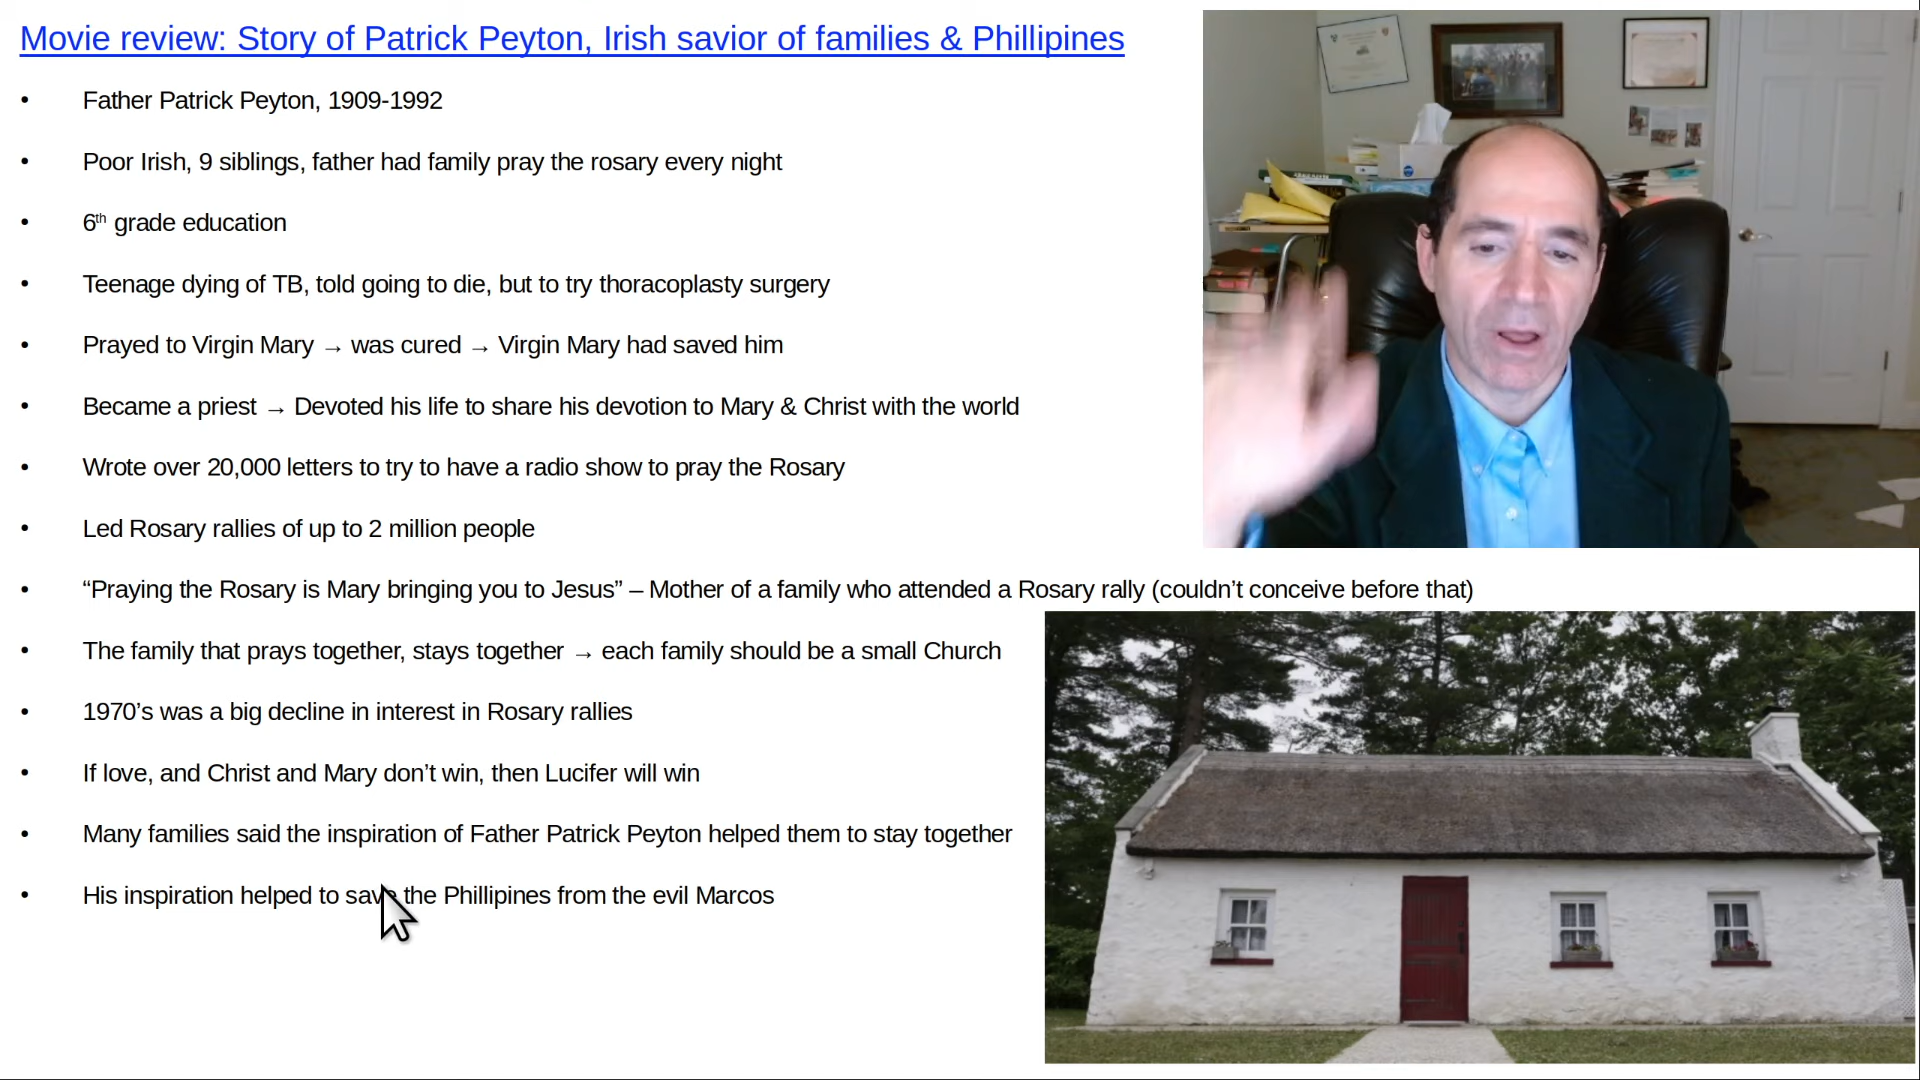 Movie review: Story of Patrick Peyton, Irish savior of families & Phillipines
• Father Patrick Peyton, 1909-1992
• Poor Irish, 9 siblings, father had family pray the rosary every night
• 6th grade education
• Teenage dying of TB, told going to die, but to try thoracoplasty surgery
• Prayed to Virgin Mary → was cured → Virgin Mary had saved him
• Became a priest → Devoted his life to share his devotion to Mary & Christ with the world
• Wrote over 20,000 letters to try to have a radio show to pray the Rosary
• Led Rosary rallies of up to 2 million people
• “Praying the Rosary is Mary bringing you to Jesus” – Mother of a family who attended a Rosary rally (couldn’t conceive before that)
• The family that prays together, stays together → each family should be a small Church
• 1970’s was a big decline in interest in Rosary rallies
• If love, and Christ and Mary don’t win, then Lucifer will win
• Many families said the inspiration of Father Patrick Peyton helped them to stay together
• His inspiration helped to save the Phillipines from the evil Marcos